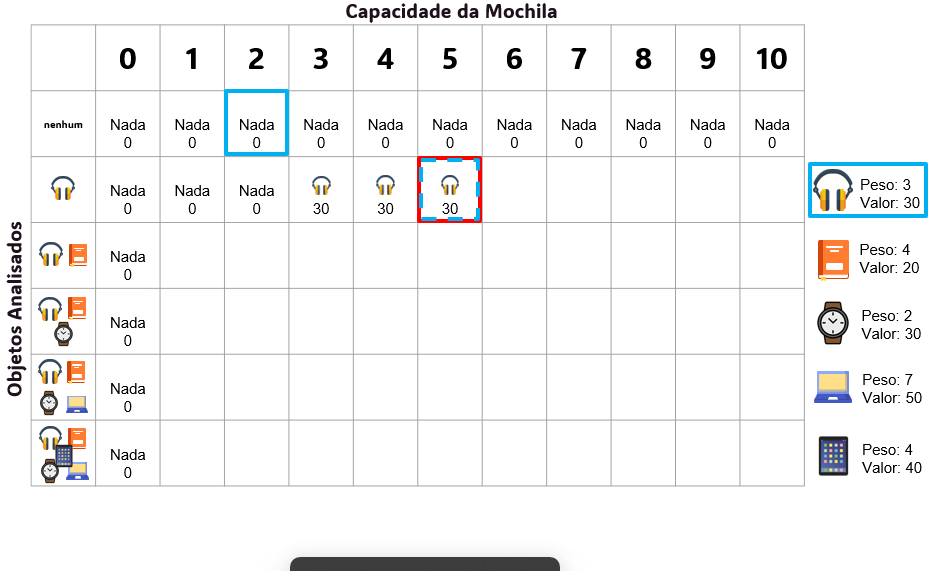 Capacidade da Mochila
0 1 2 3 4 5 6 7 8 9 10
nenhum Nada Nada Nada Nada Nada Nada Nada Nada Nada Nada Nada
0 0 0 0 0 0 0 0 0 0 0
Nada Nada Nada
0 0 0 30 30 30
Peso: 3
Valor: 30
Nada
0
Peso: 4
Valor: 20
Nada
0
Peso: 2
Valor: 30
Nada
0
Peso: 7
Valor: 50
Nada
0
Peso: 4
Valor: 40
Objetos Analisados